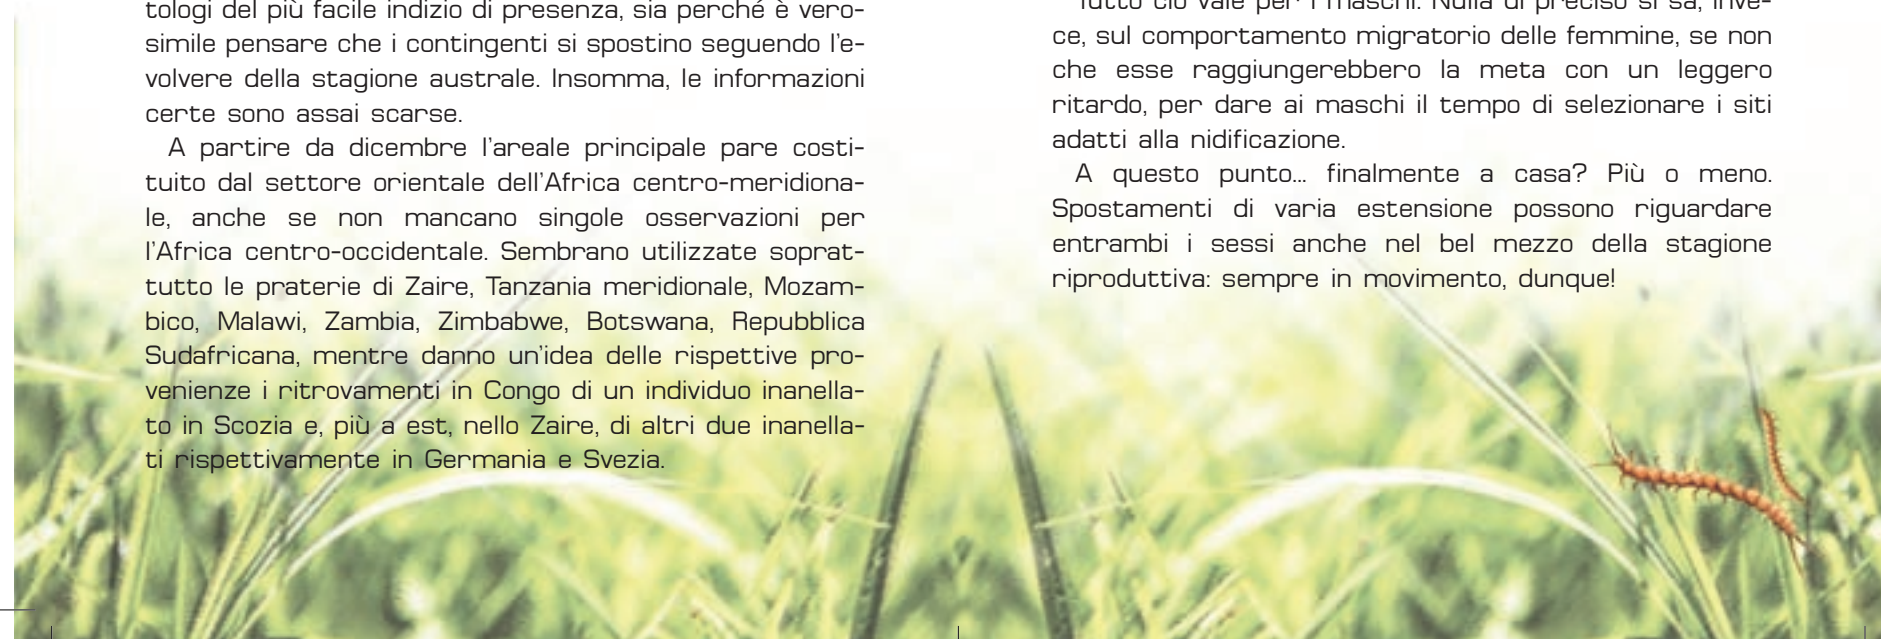 tologi del più facile indizio di presenza, sia perché è vero-
simile pensare che i contingenti si spostino seguendo l'e-
volvere della stagione australe. Insomma, le informazioni
certe sono assai scarse.
A partire da dicembre l'areale principale pare costi-
tuito dal settore orientale dell'Africa centro-meridiona-
le, anche se non mancano singole osservazioni per
l'Africa centro-occidentale. Sembrano utilizzate soprat-
tutto le praterie di Zaire, Tanzania meridionale, Mozam-
bico, Malawi, Zambia, Zimbabwe, Botswana, Repubblica
Sudafricana, mentre danno un'idea delle rispettive pro-
venienze i ritrovamenti in Congo di un individuo inanella-
to in Scozia e, più a est, nello Zaire, di altri due inanella-
ti rispettivamente in Germania e Svezia.
Tutto ciò vale per i maschi. Nulla di preciso si sa, inve-
ce, sul comportamento migratorio delle femmine, se non
che esse raggiungerebbero la meta con un leggero
ritardo, per dare ai maschi il tempo di selezionare i siti
adatti alla nidificazione.
A questo punto... finalmente a casa? Più o meno.
Spostamenti di varia estensione possono riguardare
entrambi i sessi anche nel bel mezzo della stagione
riproduttiva: sempre in movimento, dunque!